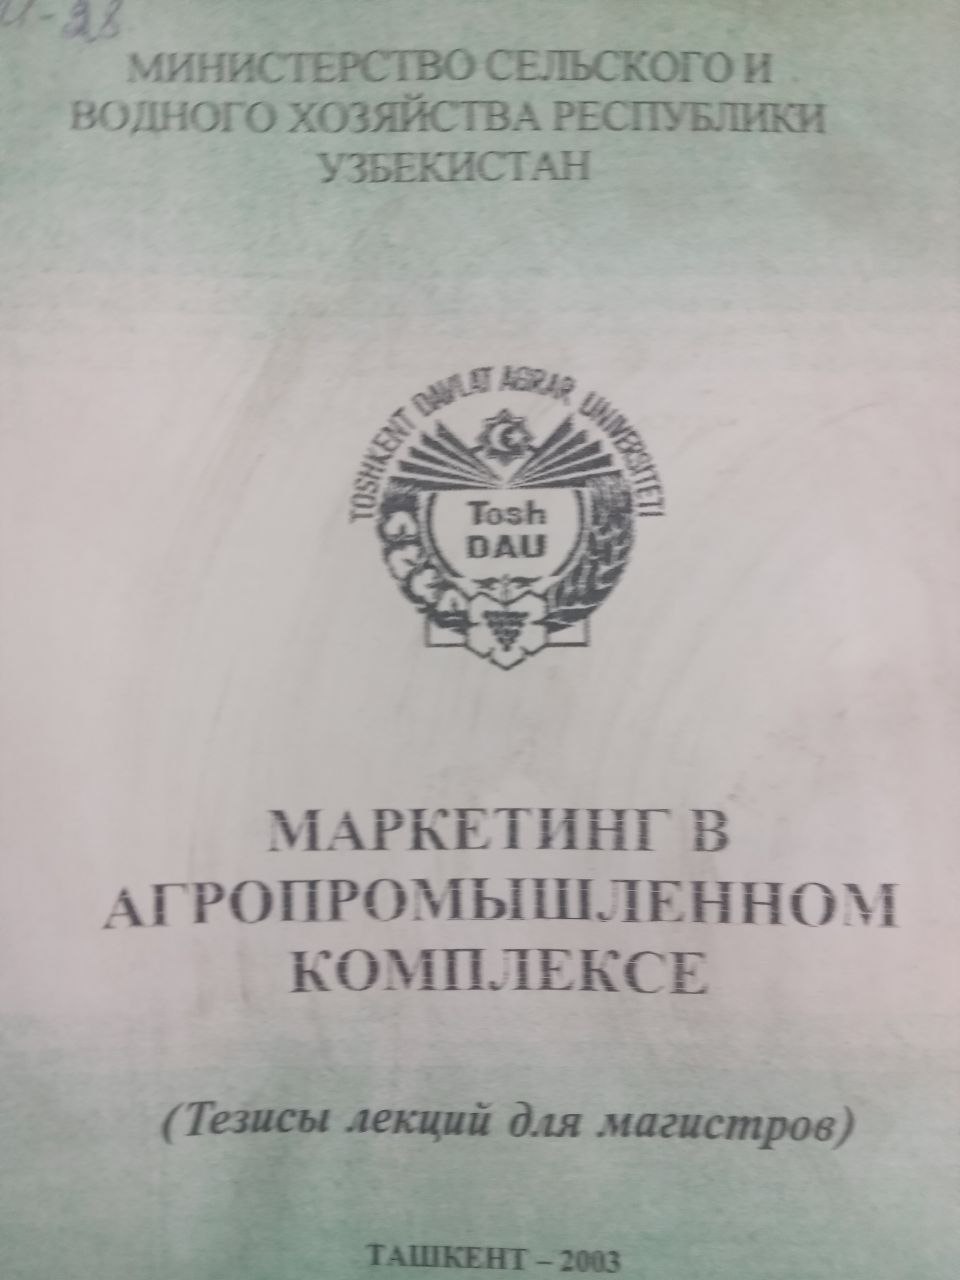 МИНИСТЕРСТВО СЕЛЬСКОГО И
ВОДНОГО ХОЗЯЙСТВА РЕСПУБЛИКИ
УЗБЕКИСТАН
TOSHKENT DAVLAT AGRAR UNIVERSITETI
Tosh
DAU
МАРКЕТИНГ В
АГРОПРОМЫШЛЕННОМ
КОМПЛЕКСЕ
(Тезисы лекций для магистров)
ТАШКЕНТ – 2003